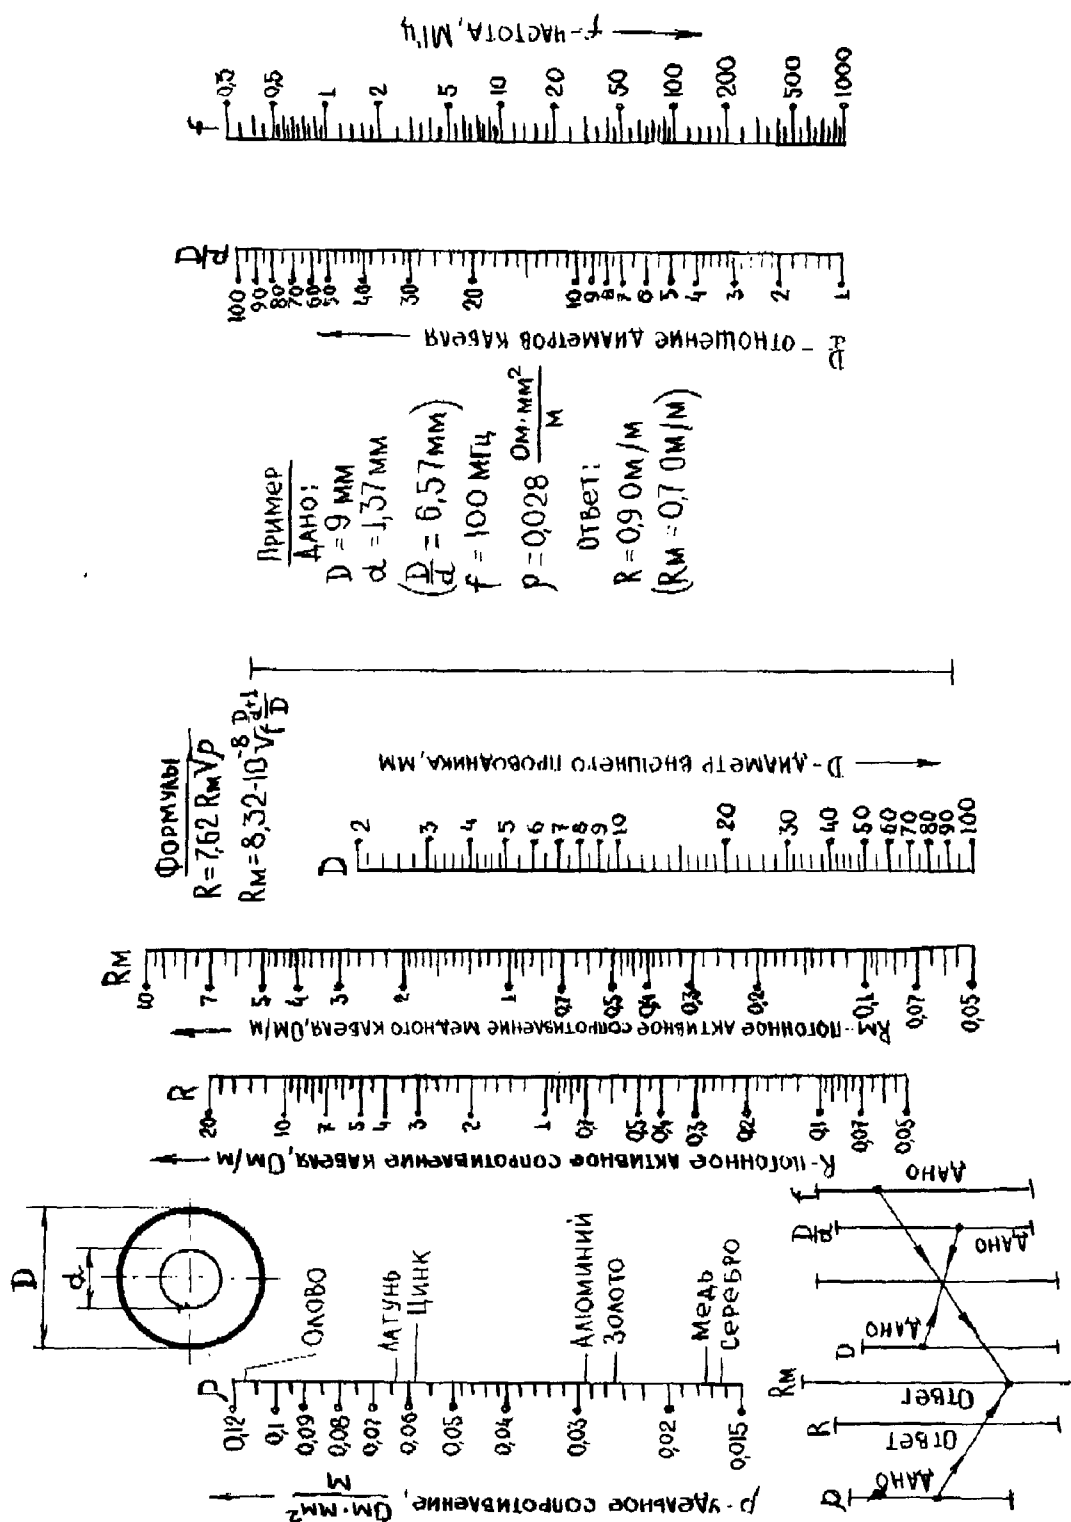 f-частота, МГц
f
0,3 0,5 1 2 5 10 20 50 100 200 500 1000
D/d
100 90 80 70 60 50 40 30 20 10 9 8 7 6 5 4 3 2 1
D/d - отношение диаметров кабеля
Пример
Дано:
D = 9 мм
d = 1,37 мм
(D/d = 6,57 мм)
f = 100 МГц
ρ = 0,028 Ом·мм²/м
Ответ:
R = 0,9 Ом/м
(Rм = 0,7 Ом/м)
Формулы
R = 7,62 Rм √ρ
Rм = 8,32·10⁻⁸ √f (D/d+1)/D
D - диаметр внешнего проводника, мм
D
2 3 4 5 6 7 8 9 10 20 30 40 50 60 70 80 90 100
Rм
10 7 5 4 3 2 1 0,7 0,5 0,4 0,3 0,2 0,1 0,07 0,05
Rм - погонное активное сопротивление медного кабеля, Ом/м
R
20 10 7 5 4 3 2 1 0,7 0,5 0,4 0,3 0,2 0,1 0,07 0,05
R - погонное активное сопротивление кабеля, Ом/м
D
d
Олово
Латунь
Цинк
Алюминий
Золото
Медь
Серебро
ρ
0,12 0,1 0,09 0,08 0,07 0,06 0,05 0,04 0,03 0,02 0,015
ρ - удельное сопротивление, Ом·мм²/м
f
дано
D/d
дано
D
дано
Rм
ответ
R
ответ
ρ
дано